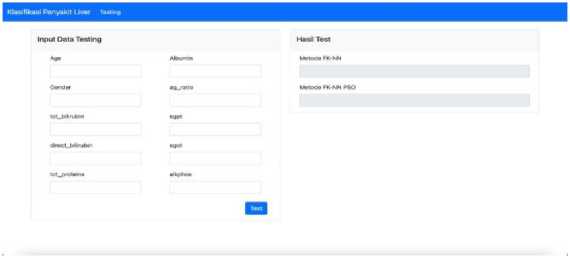 Klasifikasi Penyakit Liver Testing
Input Data Testing
Age
Albumin
Gender
ag_ratio
tot_bilirubin
sgpt
direct_bilirubin
sgot
tot_proteins
alkphos
Test
Hasil Test
Metode FK-NN
Metode FK-NN PSO